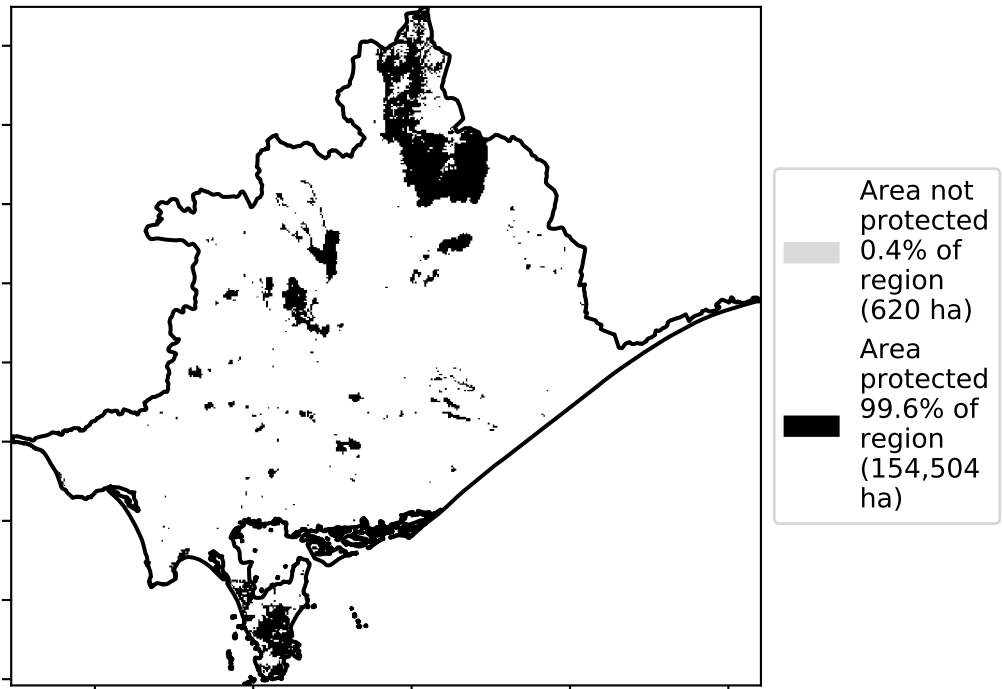 Area not
protected
0.4% of
region
(620 ha)
Area
protected
99.6% of
region
(154,504
ha)